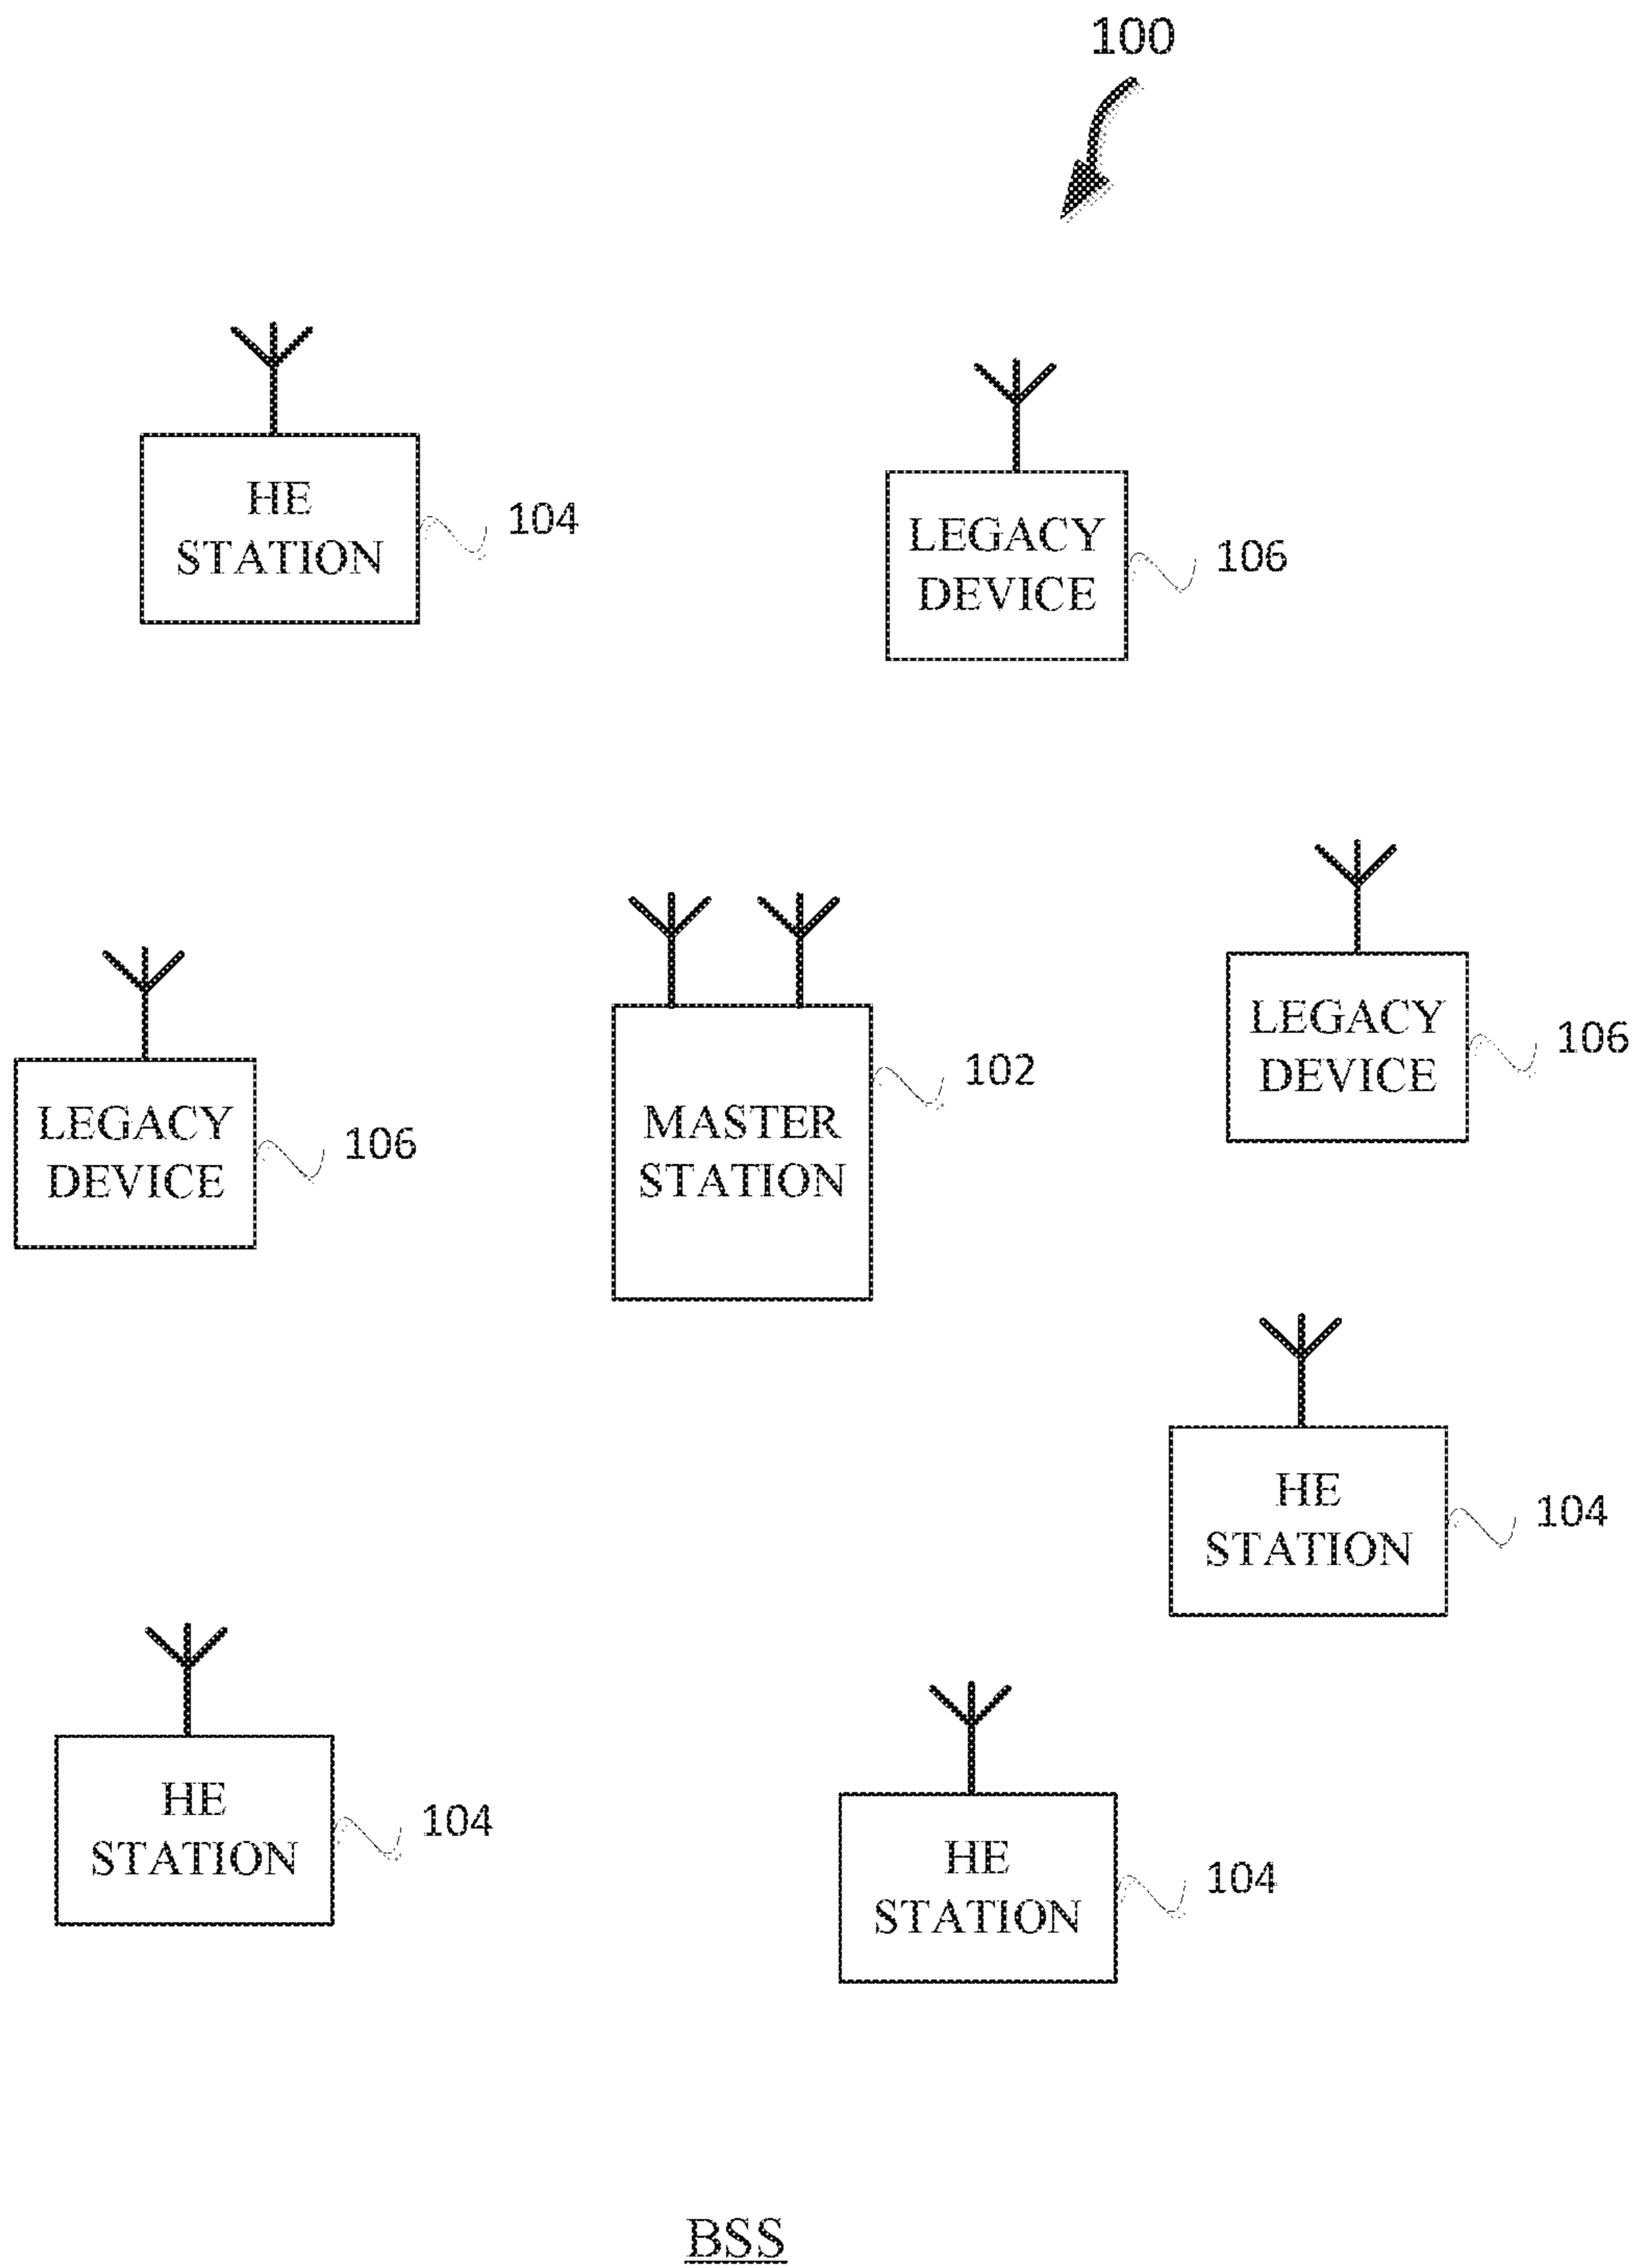 100
HE
STATION
104
LEGACY
DEVICE
106
LEGACY
DEVICE
106
MASTER
STATION
102
LEGACY
DEVICE
106
HE
STATION
104
HE
STATION
104
HE
STATION
104
BSS